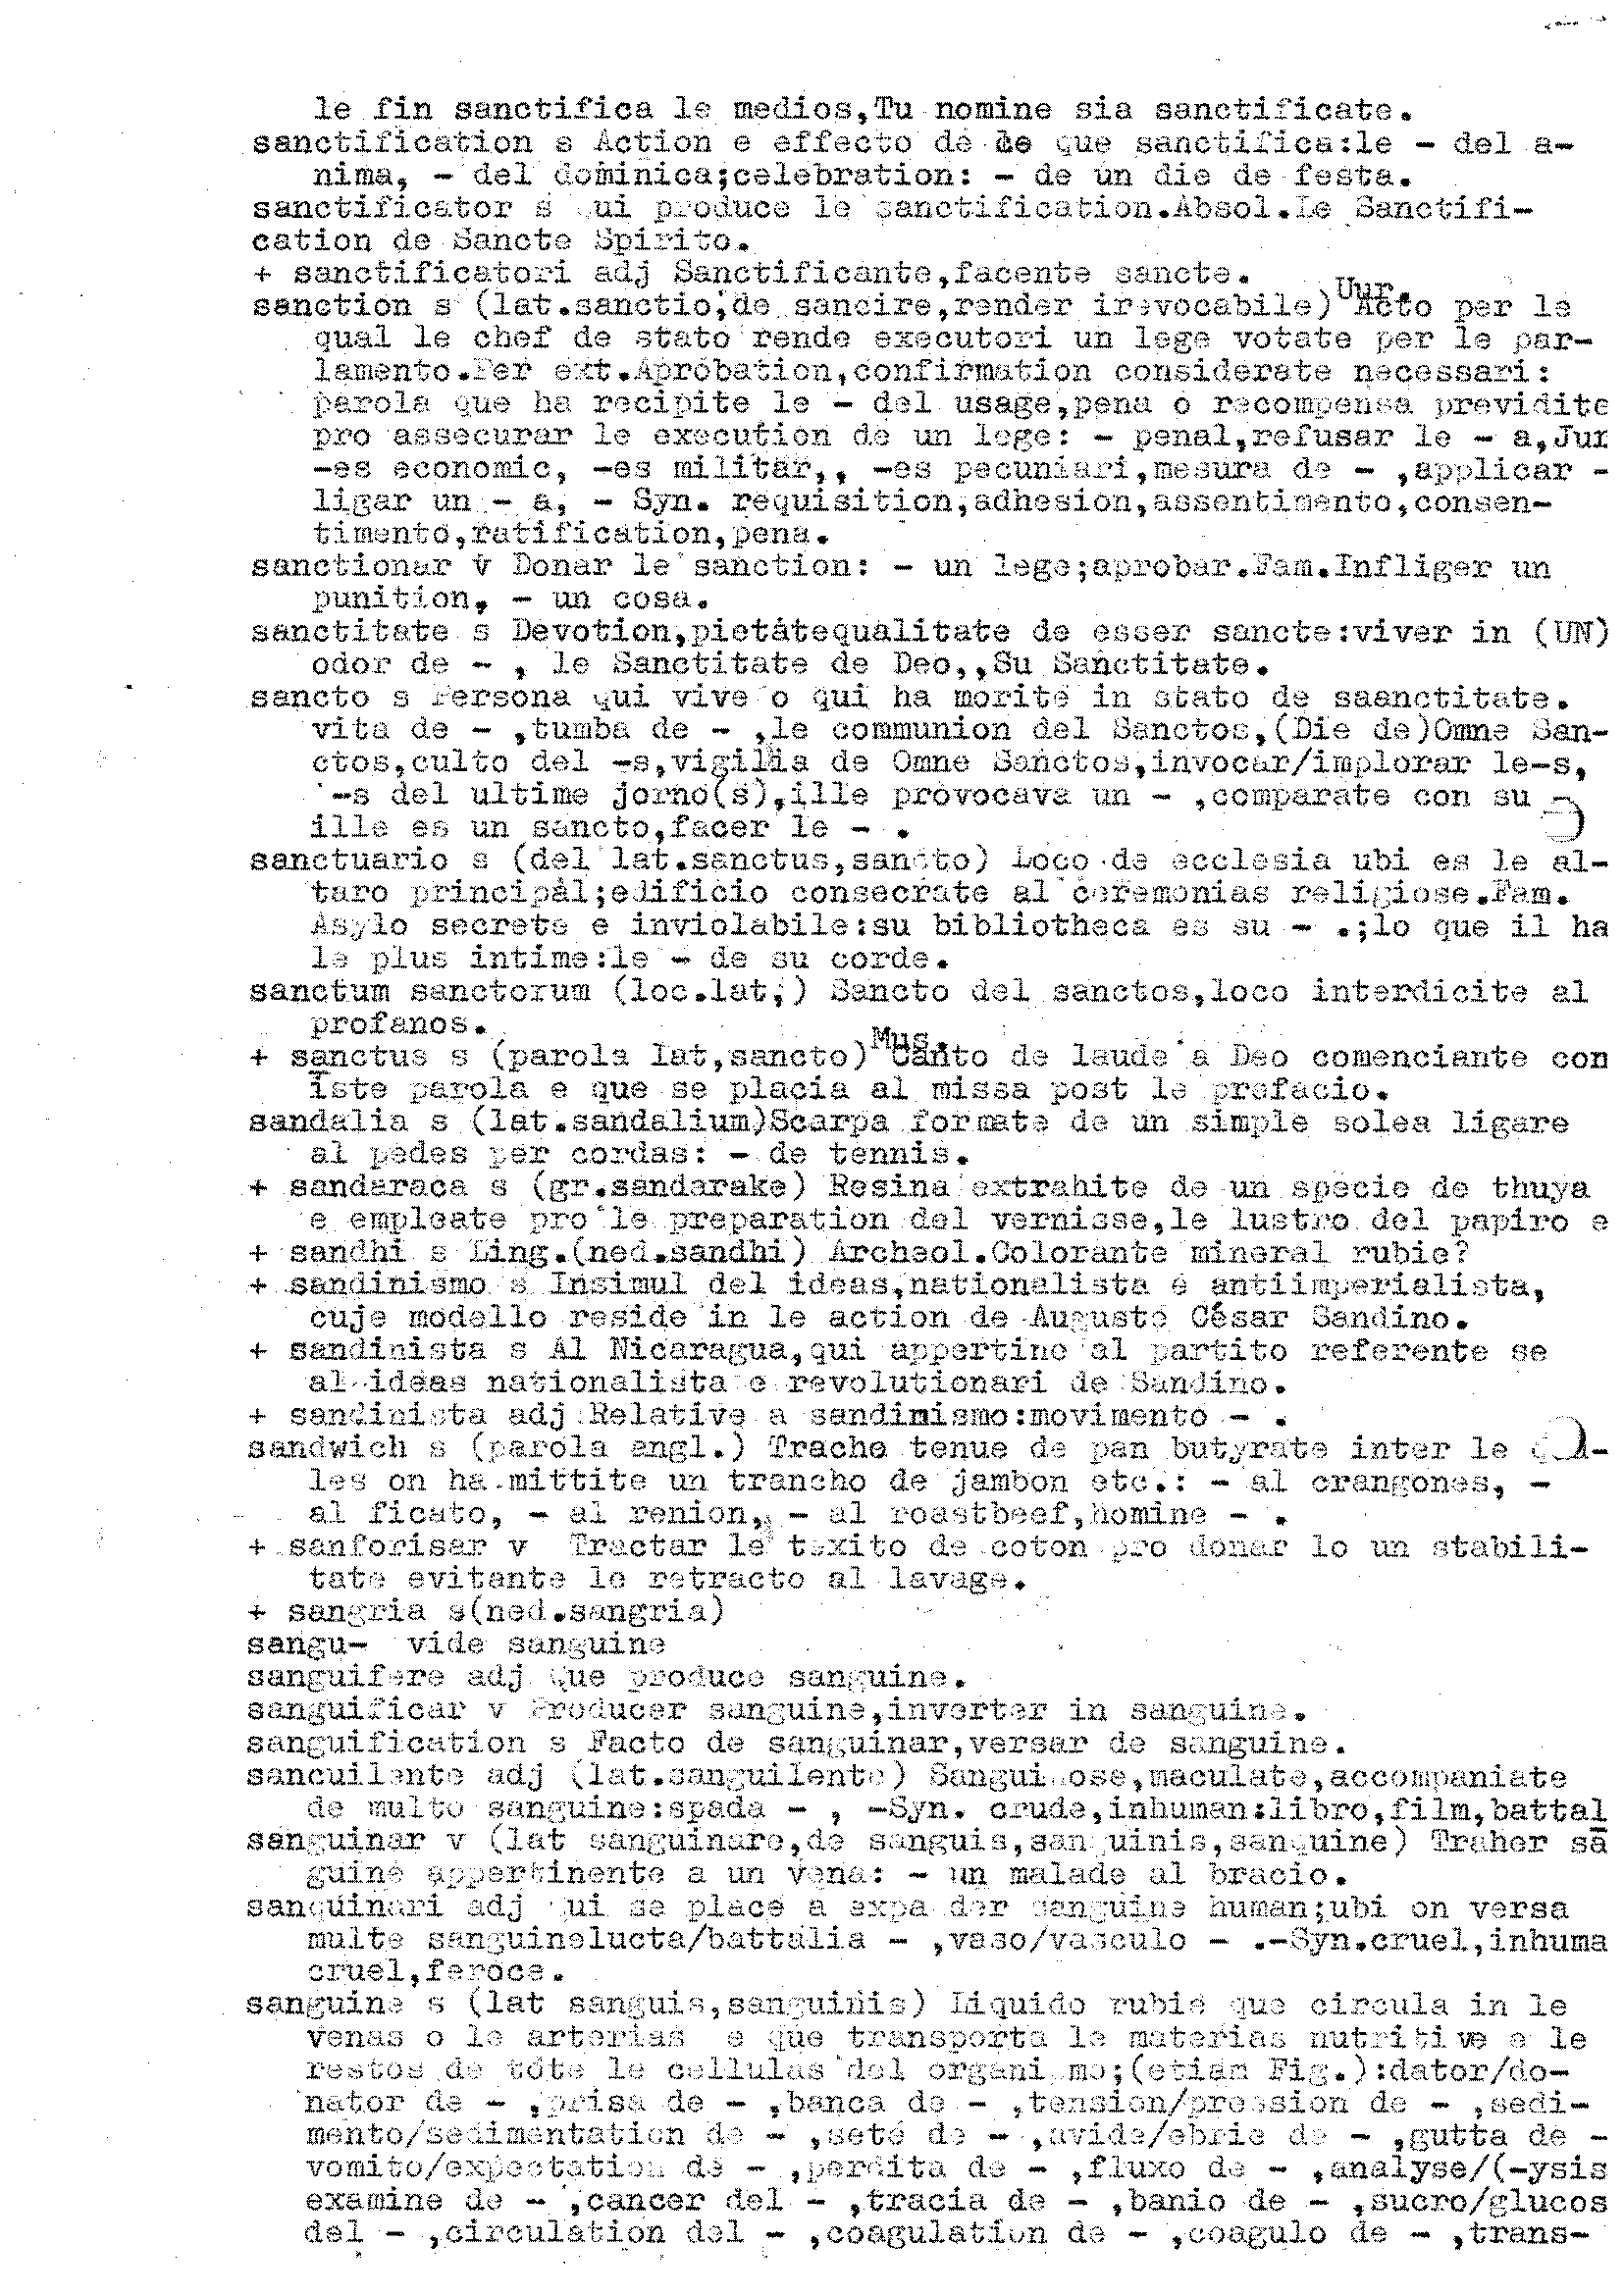 le fin sanctifica le medios,Tu nomine sia sanctificate.
sanctification s Action e effecto de lo que sanctifica:le - del a-
nima, - del dominica;celebration: - de un die de festa.
sanctificator s Qui produce le sanctification.Absol.Le Sanctifi-
cation de Sancte Spirito.
+ sanctificatori adj Sanctificante,facente sancte.
sanction s (lat.sanctio,de sancire,render irevocabile) Uur. Acto per le
qual le chef de stato rende executori un lege votate per le par-
lamento.Per ext.Aprobation,confirmation considerate necessari:
parola que ha recipite le - del usage,pena o recompensa previdite
pro assecurar le execution de un lege: - penal,refusar le - a,Jur
-es economic, -es militar,, -es pecuniari,mesura de - ,applicar -
ligar un - a, - Syn. requisition,adhesion,assentimento,consen-
timento,ratification,pena.
sanctionar v Donar le sanction: - un lege;aprobar.Fam.Infliger un
punition, - un cosa.
sanctitate s Devotion,pietatequalitate de esser sancte:viver in (UN)
odor de - , le Sanctitate de Deo,,Su Sanctitate.
sancto s Persona qui vive o qui ha morite in stato de saanctitate.
vita de - ,tumba de - ,le communion del Sanctos,(Die de)Omne San-
ctos,culto del -s,vigilia de Omne Sanctos,invocar/implorar le-s,
-s del ultime jorno(s),ille provocava un - ,comparate con su -
ille es un sancto,facer le - .
sanctuario s (del lat.sanctus,sancto) Loco de ecclesia ubi es le al-
taro principal;edificio consecrate al ceremonias religiose.Fam.
Asylo secrete e inviolabile:su bibliotheca es su - .;lo que il ha
le plus intime:le - de su corde.
sanctum sanctorum (loc.lat,) Sancto del sanctos,loco interdicite al
profanos.
+ sanctus s (parola lat,sancto) Mus. Canto de laude a Deo comenciante con
iste parola e que se placia al missa post le prefacio.
sandalia s (lat.sandalium)Scarpa formate de un simple solea ligare
al pedes per cordas: - de tennis.
+ sandaraca s (gr.sandarake) Resina extrahite de un specie de thuya
e empleate pro le preparation del vernisse,le lustro del papiro e
+ sandhi s Ling.(ned.sandhi) Archeol.Colorante mineral rubie?
+ sandinismo s Insimul del ideas,nationalista e antiimperialista,
cuje modello reside in le action de Augusto César Sandino.
+ sandinista s Al Nicaragua,qui appertine al partito referente se
al ideas nationalista e revolutionari de Sandino.
+ sandinista adj Relative a sandinismo:movimento - .
sandwich s (parola angl.) Trache tenue de pan butyrate inter le qua-
les on ha mittite un trancho de jambon etc.: - al crangones, -
al ficato, - al renion, - al roastbeef,homine - .
+ sanforisar v Tractar le texito de coton pro donar lo un stabili-
tate evitante le retracto al lavage.
+ sangria s(ned.sangria)
sangu- vide sanguine
sanguifere adj Que produce sanguine.
sanguificar v Producer sanguine,inverter in sanguine.
sanguification s Facto de sanguinar,versar de sanguine.
sancuilente adj (lat.sanguilente) Sanguinose,maculate,accompaniate
de multo sanguine:spada - , -Syn. crude,inhuman:libro,film,battal
sanguinar v (lat sanguinare,de sanguis,sanguinis,sanquine) Traher sā
guine appertinente a un vena: - un malade al bracio.
sanquinari adj Qui se place a expander sanguine human;ubi on versa
multe sanguinelucta/battalia - ,vaso/vasculo - .-Syn.cruel,inhuma
cruel,feroce.
sanguine s (lat sanguis,sanguinis) Liquido rubie que circula in le
venas o le arterias e que transporta le materias nutritive e le
restos de tote le cellulas del organismo;(etiam Fig.):dator/do-
nator de - ,prisa de - ,banca de - ,tension/pression de - ,sedi-
mento/sedimentation de - ,sete de - ,avide/ebrie de - ,gutta de -
vomito/expectation de - ,perdita de - ,fluxo de - ,analyse/(-ysis
examine de - ,cancer del - ,tracia de - ,banio de - ,sucro/glucos
del - ,circulation del - ,coagulation de - ,coagulo de - ,trans-